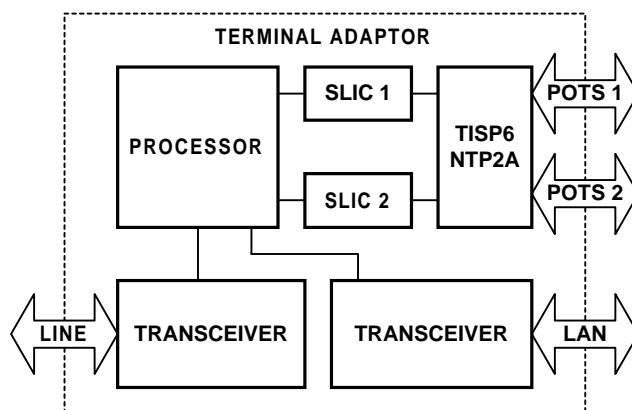 TERMINAL ADAPTOR
SLIC 1
POTS 1
PROCESSOR
TISP6
NTP2A
SLIC 2
POTS 2
LINE
TRANSCEIVER
TRANSCEIVER
LAN